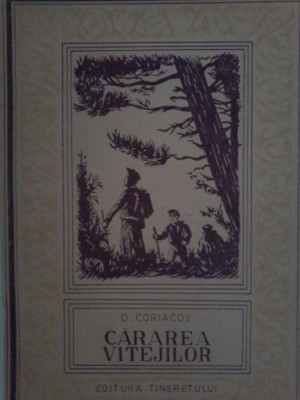 O. CORIACOV
CĂRAREA
VITEJILOR
EDITURA TINERETULUI